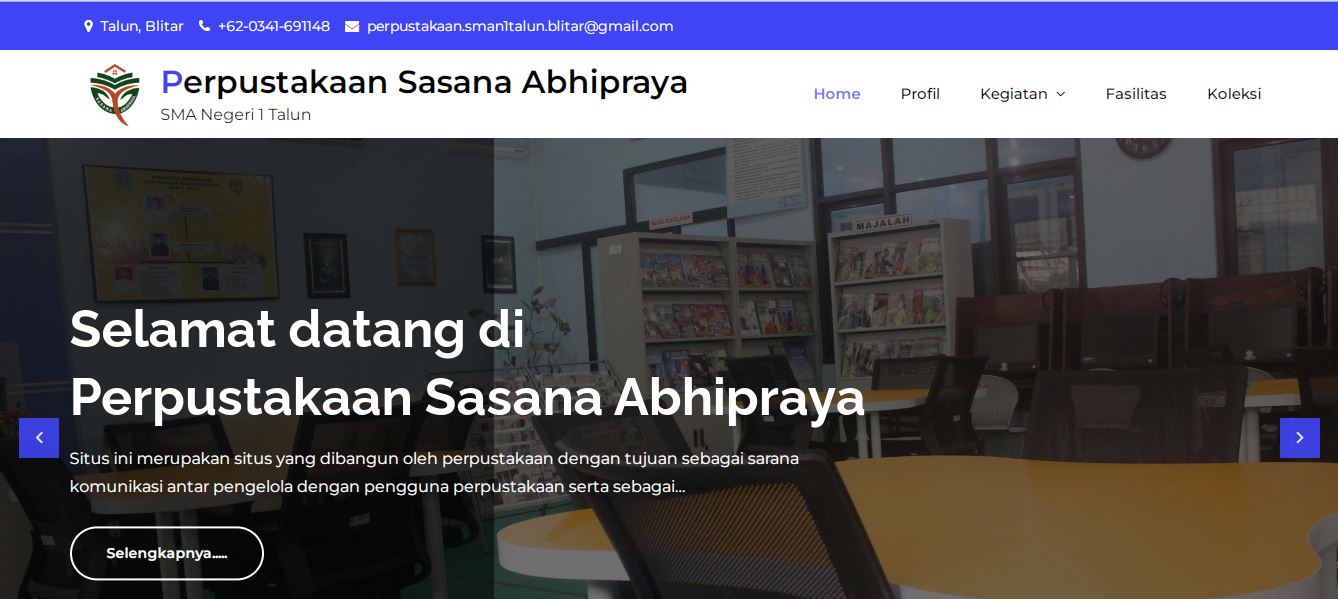 Talun, Blitar +62-0341-691148 perpustakaan.sman1talun.blitar@gmail.com
Perpustakaan Sasana Abhipraya
SMA Negeri 1 Talun
Home Profil Kegiatan Fasilitas Koleksi
MAJALAH
Selamat datang di
Perpustakaan Sasana Abhipraya
Situs ini merupakan situs yang dibangun oleh perpustakaan dengan tujuan sebagai sarana
komunikasi antar pengelola dengan pengguna perpustakaan serta sebagai...
Selengkapnya.....